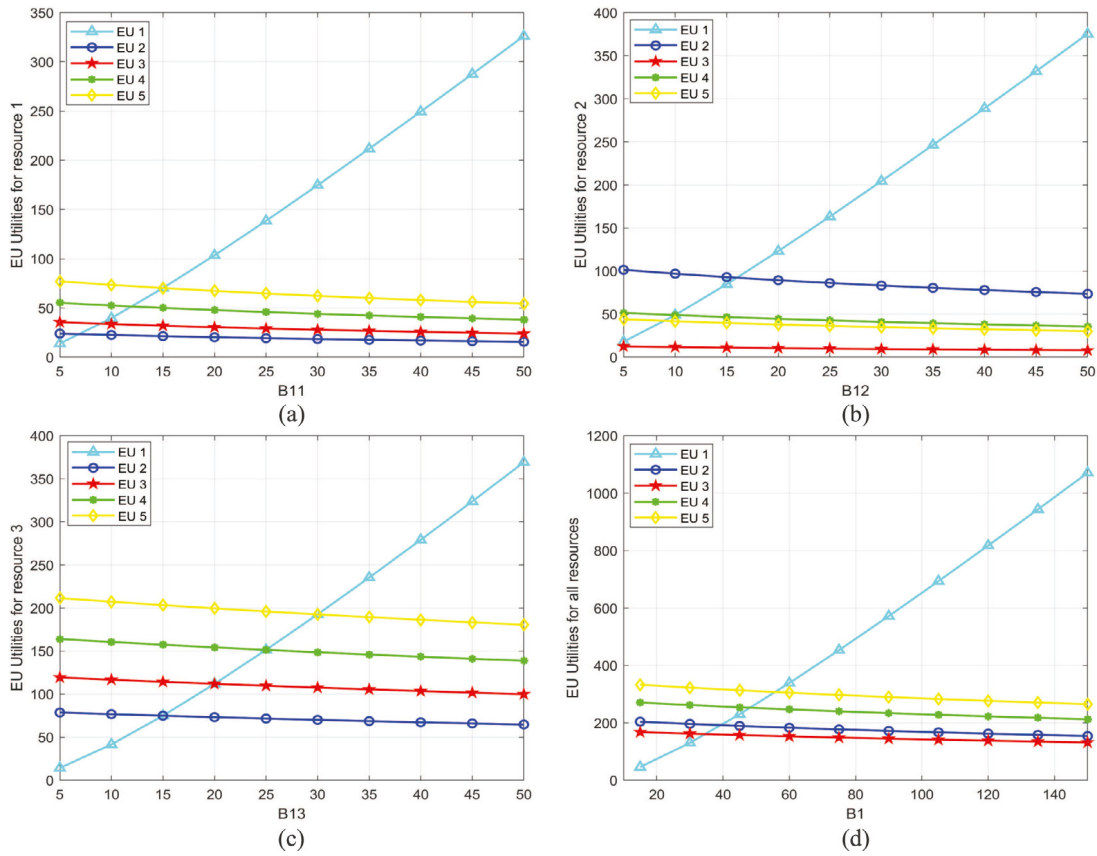 EU Utilities for resource 1
350
300
250
200
150
100
50
0
EU 1
EU 2
EU 3
EU 4
EU 5
5 10 15 20 25 30 35 40 45 50
B11
(a)
EU Utilities for resource 2
400
350
300
250
200
150
100
50
0
EU 1
EU 2
EU 3
EU 4
EU 5
5 10 15 20 25 30 35 40 45 50
B12
(b)
EU Utilities for resource 3
400
350
300
250
200
150
100
50
0
EU 1
EU 2
EU 3
EU 4
EU 5
5 10 15 20 25 30 35 40 45 50
B13
(c)
EU Utilities for all resources
1200
1000
800
600
400
200
0
EU 1
EU 2
EU 3
EU 4
EU 5
20 40 60 80 100 120 140
B1
(d)